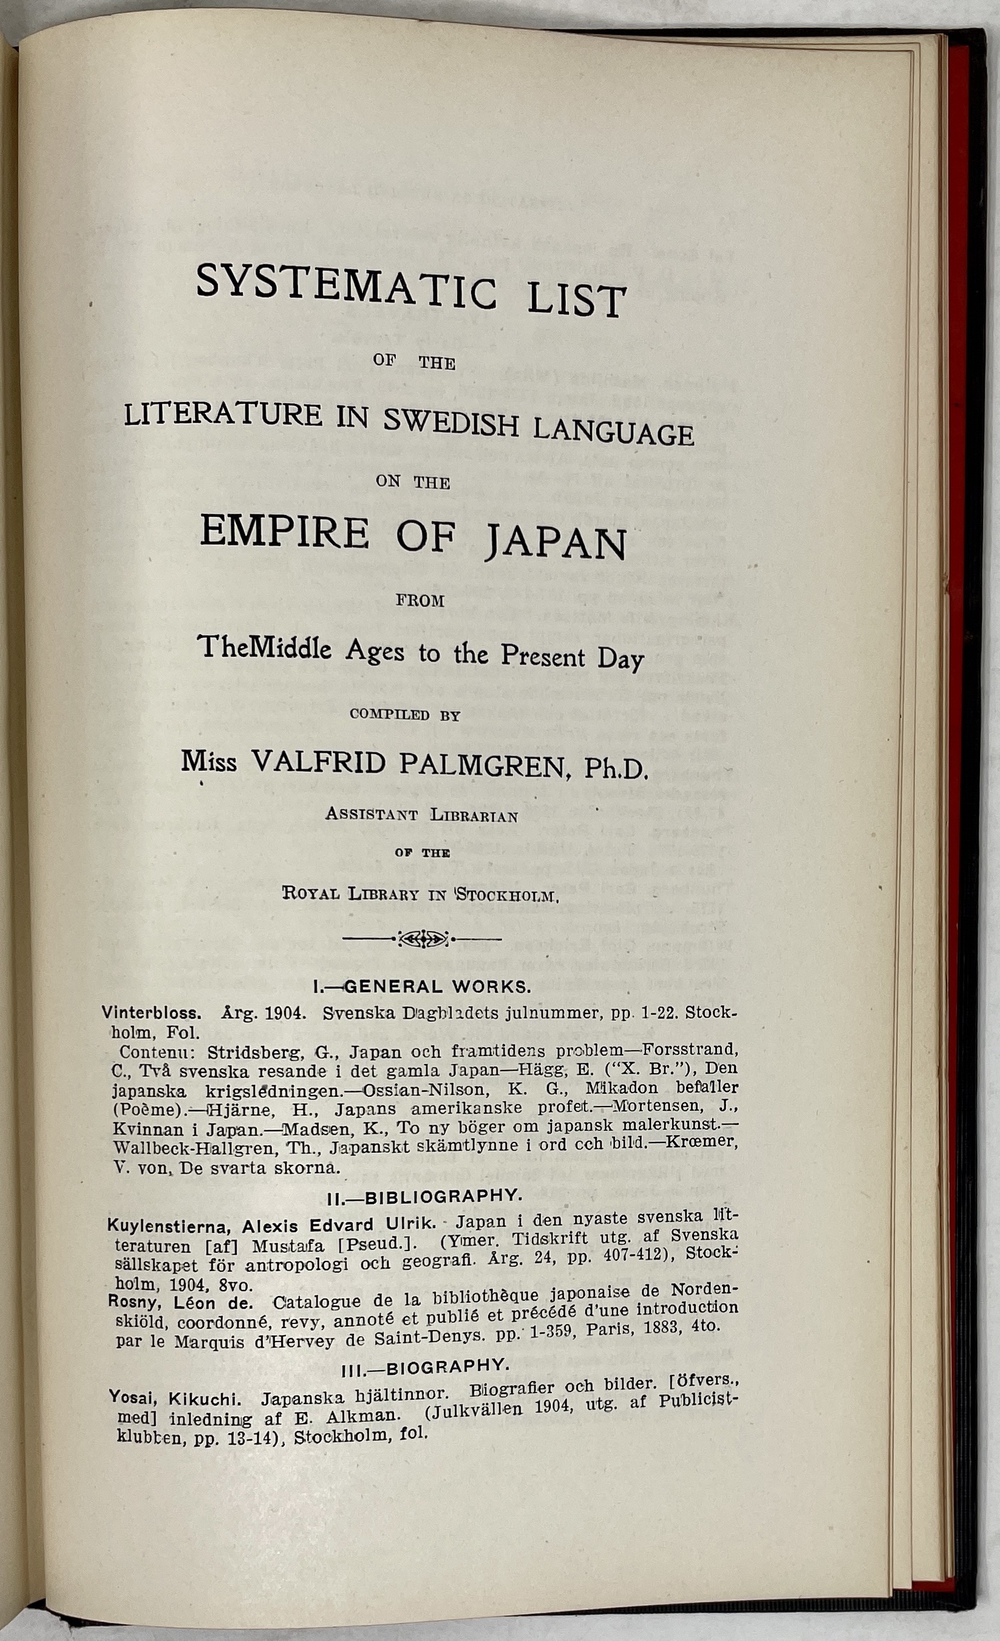 SYSTEMATIC LIST
OF THE
LITERATURE IN SWEDISH LANGUAGE
ON THE
EMPIRE OF JAPAN
FROM
TheMiddle Ages to the Present Day
COMPILED BY
Miss VALFRID PALMGREN, Ph.D.
ASSISTANT LIBRARIAN
OF THE
ROYAL LIBRARY IN STOCKHOLM,
I.—GENERAL WORKS.
Vinterbloss. Årg. 1904. Svenska Dagbladets julnummer, pp. 1-22. Stock-
holm, Fol.
Contenu: Stridsberg, G., Japan och framtidens problem—Forsstrand,
C., Två svenska resande i det gamla Japan—Hägg, E. ("X. Br."), Den
japanska krigslédningen.—Ossian-Nilson, K. G., Mikadon befaller
(Poème).—Hjärne, H., Japans amerikanske profet.—Mortensen, J.,
Kvinnan i Japan.—Madsen, K., To ny böger om japansk malerkunst.—
Wallbeck-Hallgren, Th., Japanskt skämtlynne i ord cch bild.—Krœmer,
V. von, De svarta skorna.
II.—BIBLIOGRAPHY.
Kuylenstierna, Alexis Edvard Ulrik. - Japan i den nyaste svenska lit-
teraturen [af] Mustafa [Pseud.]. (Ymer. Tidskrift utg. af Svenska
sällskapet för antropologi och geografi. Arg. 24, pp. 407-412), Stock-
holm, 1904, 8vo.
Rosny, Léon de. Catalogue de la bibliothèque japonaise de Norden-
skiöld, coordonné, revy, annoté et publié et précédé d'une introduction
par le Marquis d'Hervey de Saint-Denys. pp. 1-359, Paris, 1883, 4to.
III.—BIOGRAPHY.
Yosai, Kikuchi. Japanska hjältinnor. Biografier och bilder. [Öfvers.,
med] inledning af E. Alkman. (Julkvällen 1904, utg. af Publicist-
klubben, pp. 13-14), Stockholm, fol.